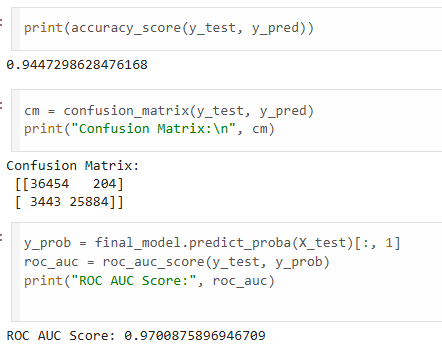 print(accuracy_score(y_test, y_pred))
0.9447298628476168
cm = confusion_matrix(y_test, y_pred)
print("Confusion Matrix:\n", cm)
Confusion Matrix:
[[36454   204]
[ 3443 25884]]
y_prob = final_model.predict_proba(X_test)[:, 1]
roc_auc = roc_auc_score(y_test, y_prob)
print("ROC AUC Score:", roc_auc)
ROC AUC Score: 0.9700875896946709